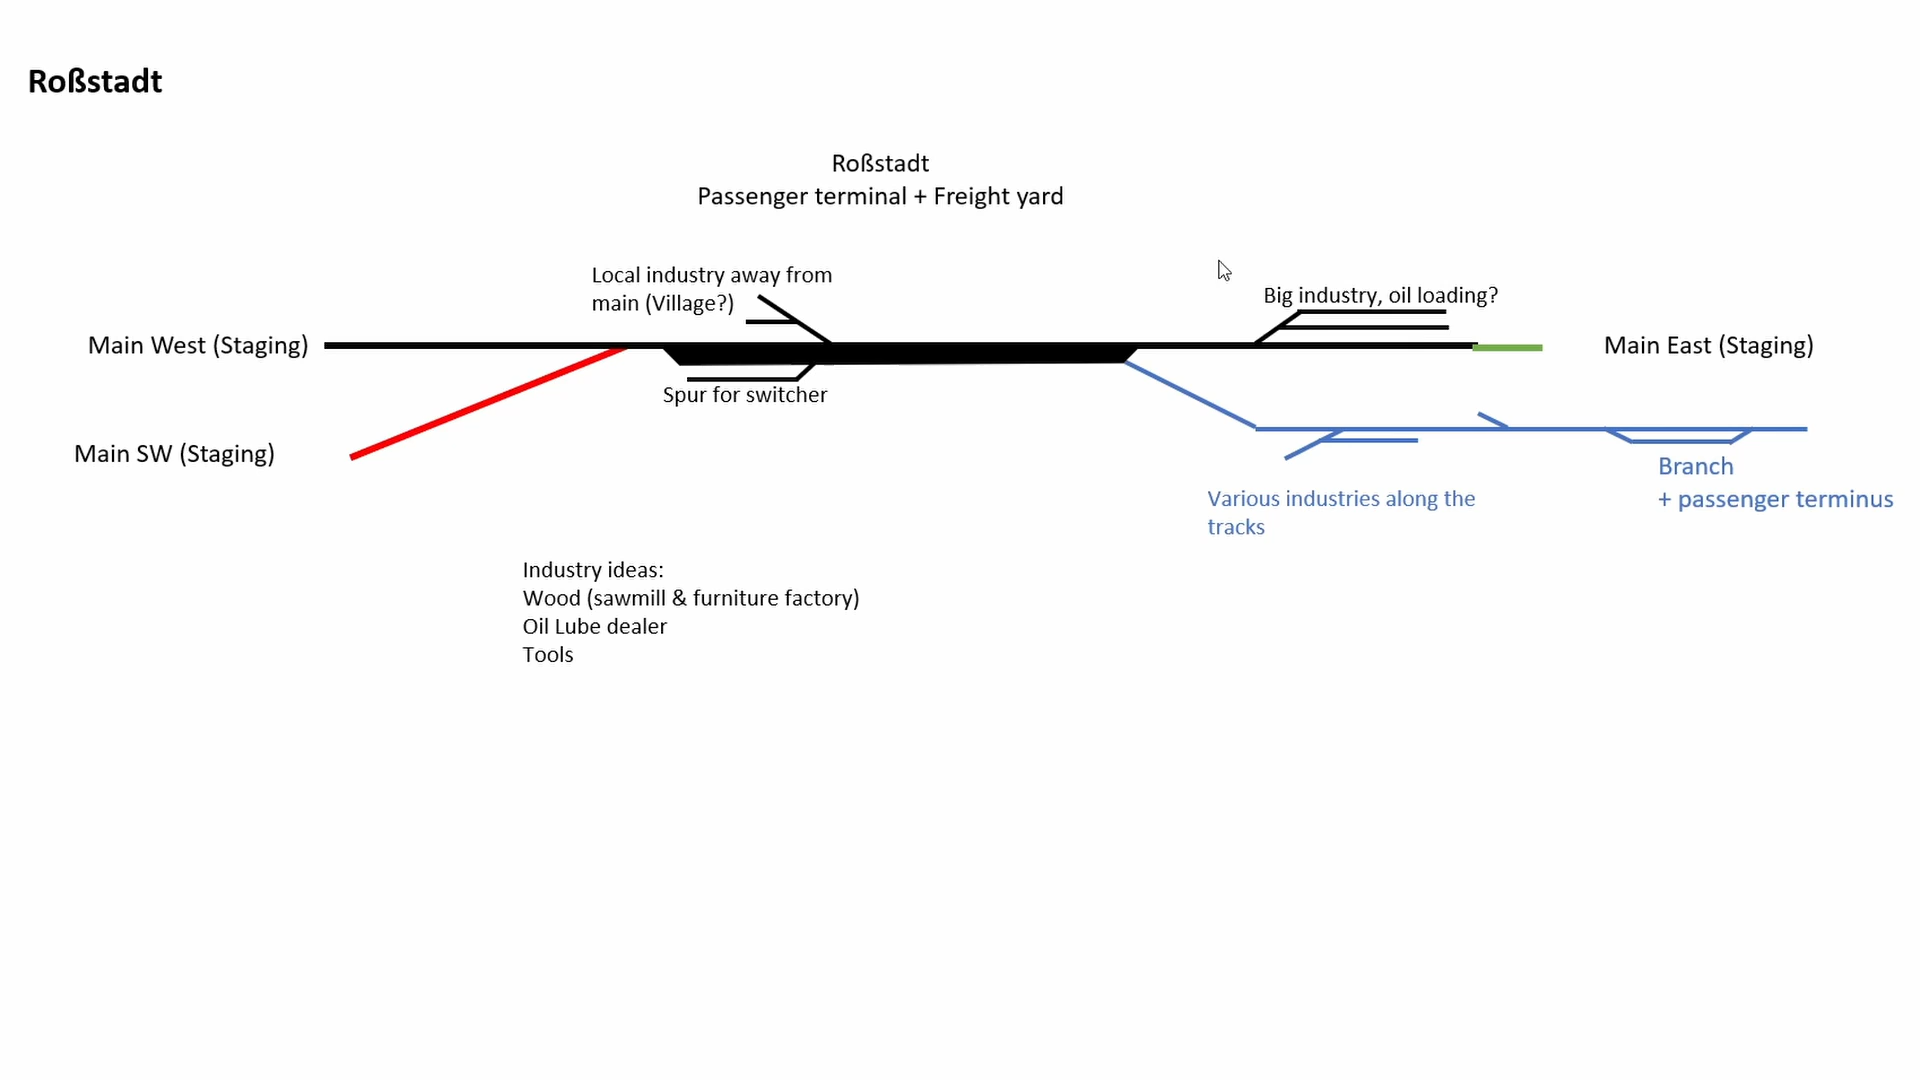 Roßstadt
Roßstadt
Passenger terminal + Freight yard
Local industry away from
main (Village?)
Big industry, oil loading?
Main West (Staging)
Main East (Staging)
Spur for switcher
Main SW (Staging)
Branch
+ passenger terminus
Various industries along the
tracks
Industry ideas:
Wood (sawmill & furniture factory)
Oil Lube dealer
Tools